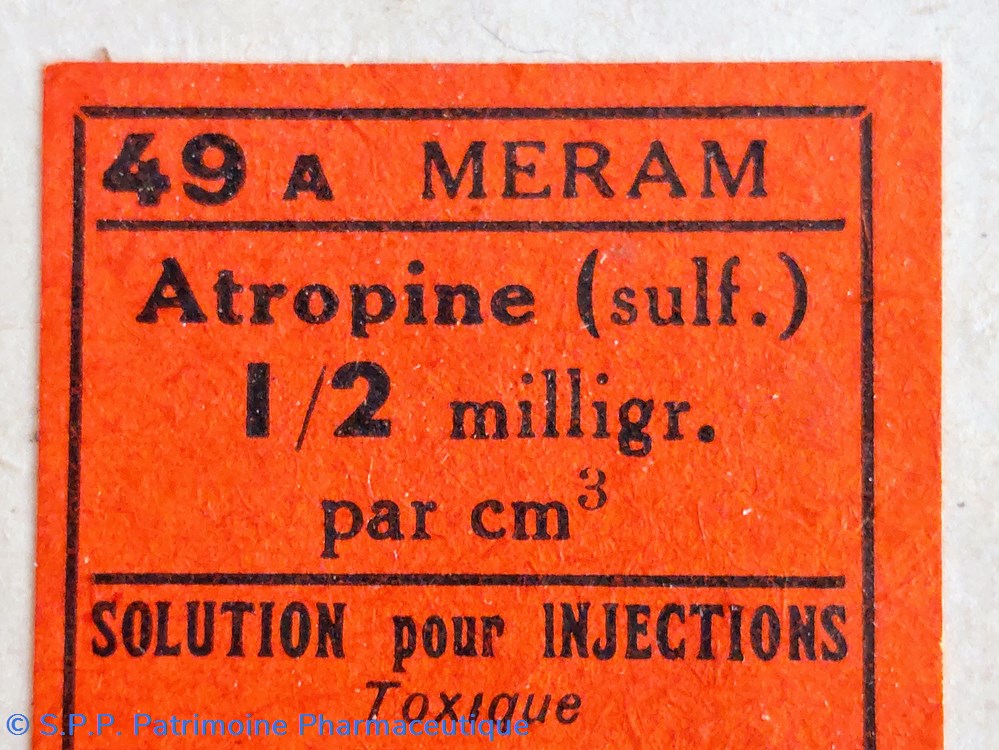 49 A MERAM
Atropine (sulf.)
1/2 milligr.
par cm³
SOLUTION pour INJECTIONS
Toxique
© S.P.P. Patrimoine Pharmaceutique